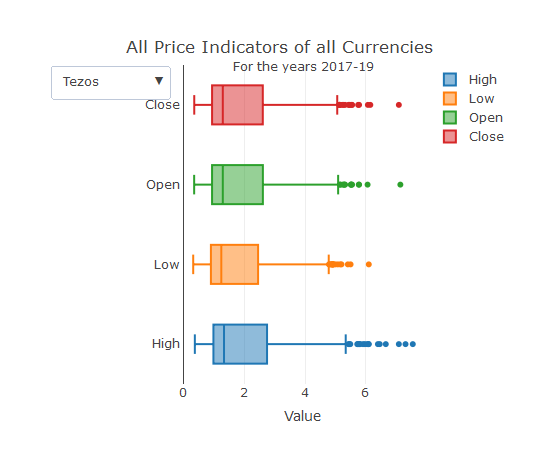 All Price Indicators of all Currencies
For the years 2017-19
Tezos
▼
High
Low
Open
Close
Close
Open
Low
High
0 2 4 6
Value